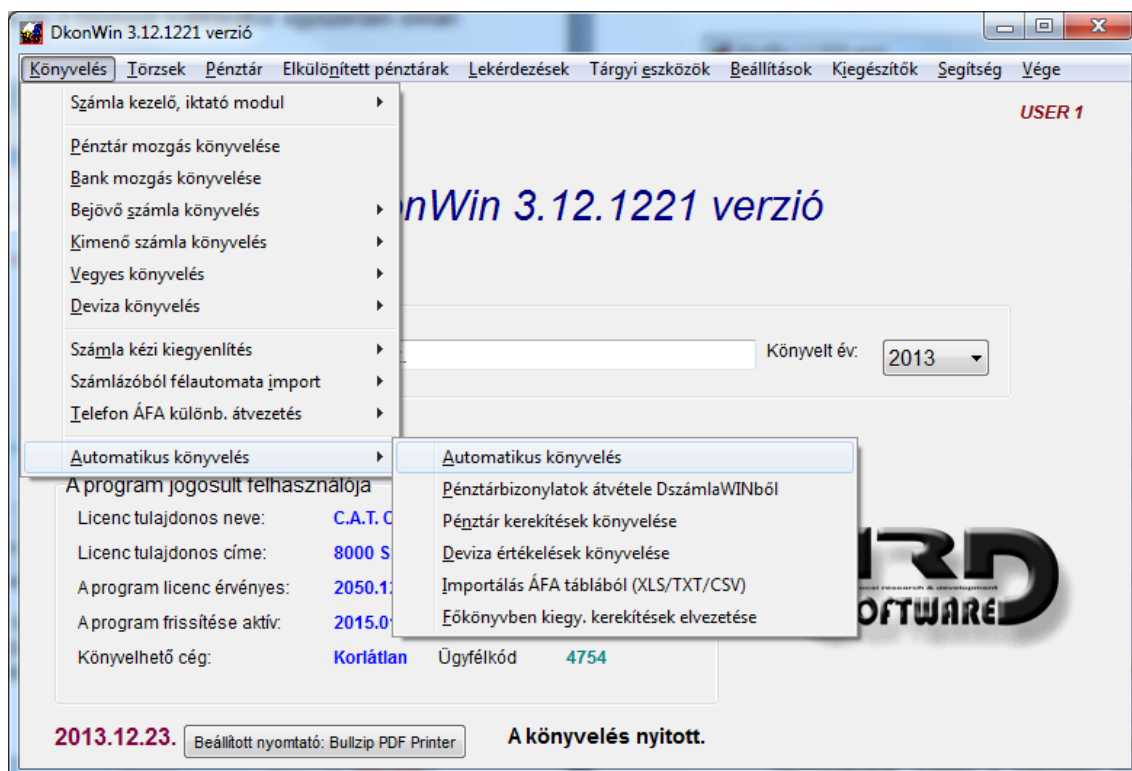 DkonWin 3.12.1221 verzió
Könyvelés Törzsek Pénztár Elkülönített pénztárak Lekérdezések Tárgyi eszközök Beállítások Kiegészítők Segítség Vége
Számla kezelő, iktató modul
USER 1
Pénztár mozgás könyvelése
Bank mozgás könyvelése
Bejövő számla könyvelés
nWin 3.12.1221 verzió
Kimenő számla könyvelés
Vegyes könyvelés
Deviza könyvelés
Számla kézi kiegyenlítés
Könyvelt év: 2013
Számlázóból félautomata import
Telefon ÁFA különb. átvezetés
Automatikus könyvelés
Automatikus könyvelés
A program jogosult felhasználója
Pénztárbizonylatok átvétele DszámlaWINből
Licenc tulajdonos neve: C.A.T.
Pénztár kerekítések könyvelése
Licenc tulajdonos címe: 8000 S
Deviza értékelések könyvelése
A program licenc érvényes: 2050.1
Importálás ÁFA táblából (XLS/TXT/CSV)
A program frissítése aktív: 2015.0
Főkönyvben kiegy. kerekítések elvezetése
Könyvelhető cég: Korlátlan Ügyfélkód 4754
2013.12.23. Beállított nyomtató: Bullzip PDF Printer A könyvelés nyitott.